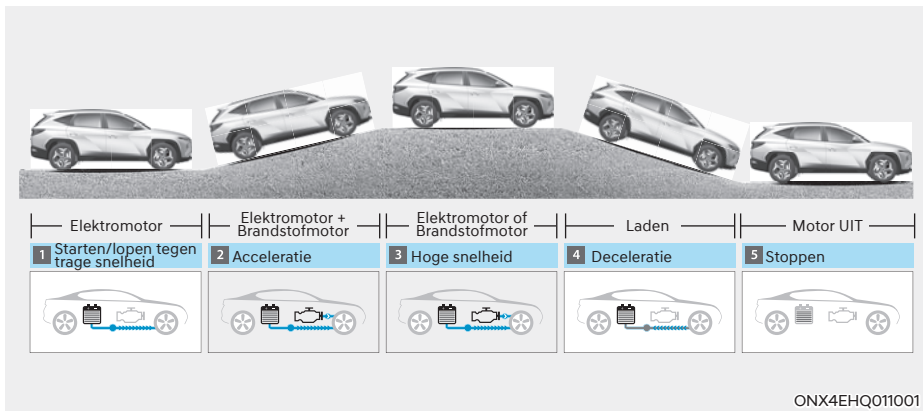 Elektromotor
Elektromotor +
Brandstofmotor
Elektromotor of
Brandstofmotor
Laden
Motor UIT
1 Starten/lopen tegen
trage snelheid
2 Acceleratie
3 Hoge snelheid
4 Deceleratie
5 Stoppen
ONX4EHQ011001